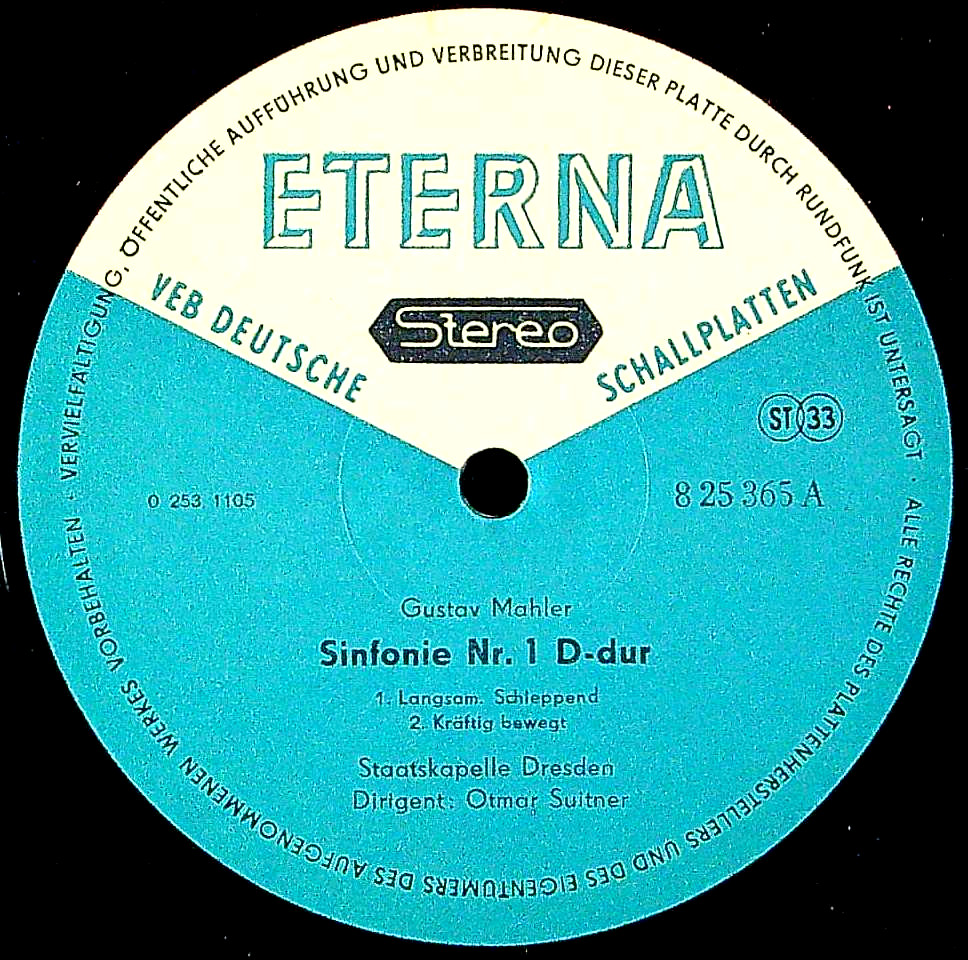 VERVIELFÄLTIGUNG, ÖFFENTLICHE AUFFÜHRUNG UND VERBREITUNG DIESER PLATTE DURCH RUNDFUNK IST UNTERSAGT · ALLE RECHTE DES PLATTENHERSTELLERS UND DES EIGENTÜMERS DES AUFGENOMMENEN WERKES VORBEHALTEN ·
ETERNA
VEB DEUTSCHE SCHALLPLATTEN
Stereo
ST 33
0 253 1105
8 25 365 A
Gustav Mahler
Sinfonie Nr. 1 D-dur
1. Langsam. Schleppend
2. Kräftig bewegt
Staatskapelle Dresden
Dirigent: Otmar Suitner